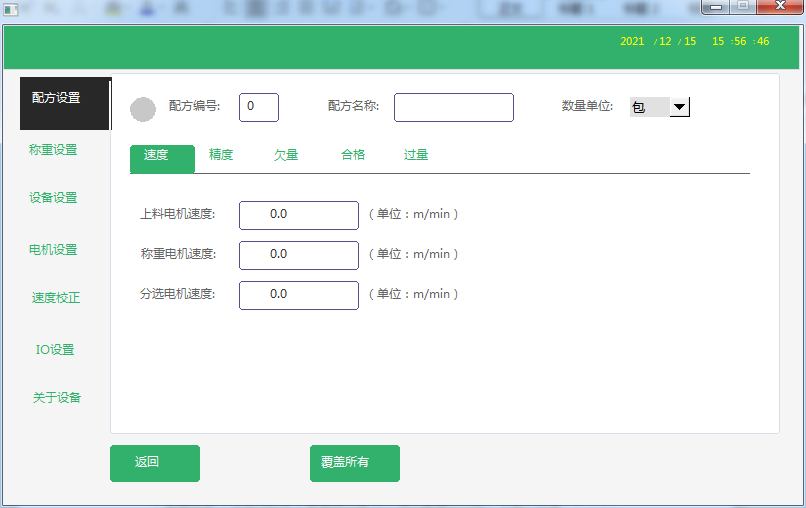 2021 / 12 / 15 15 : 56 : 46
配方设置
称重设置
设备设置
电机设置
速度校正
IO设置
关于设备
配方编号: 0 配方名称: 数量单位: 包
速度 精度 欠量 合格 过量
上料电机速度: 0.0 （单位：m/min）
称重电机速度: 0.0 （单位：m/min）
分选电机速度: 0.0 （单位：m/min）
返回 覆盖所有